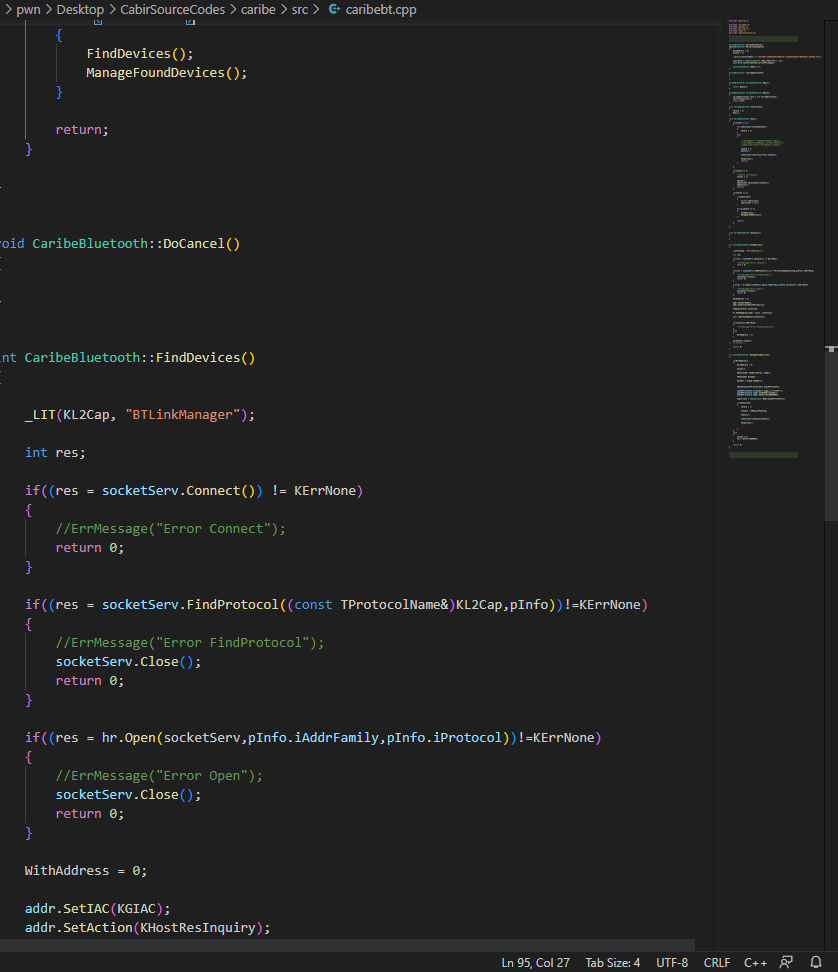 pwn > Desktop > CabirSourceCodes > caribe > src > caribebt.cpp
{
FindDevices();
ManageFoundDevices();
}
return;
}
void CaribeBluetooth::DoCancel()
int CaribeBluetooth::FindDevices()
_LIT(KL2Cap, "BTLinkManager");
int res;
if((res = socketServ.Connect()) != KErrNone)
{
//ErrMessage("Error Connect");
return 0;
}
if((res = socketServ.FindProtocol((const TProtocolName&)KL2Cap,pInfo))!=KErrNone)
{
//ErrMessage("Error FindProtocol");
socketServ.Close();
return 0;
}
if((res = hr.Open(socketServ,pInfo.iAddrFamily,pInfo.iProtocol))!=KErrNone)
{
//ErrMessage("Error Open");
socketServ.Close();
return 0;
}
WithAddress = 0;
addr.SetIAC(KGIAC);
addr.SetAction(KHostResInquiry);
Ln 95, Col 27 Tab Size: 4 UTF-8 CRLF C++